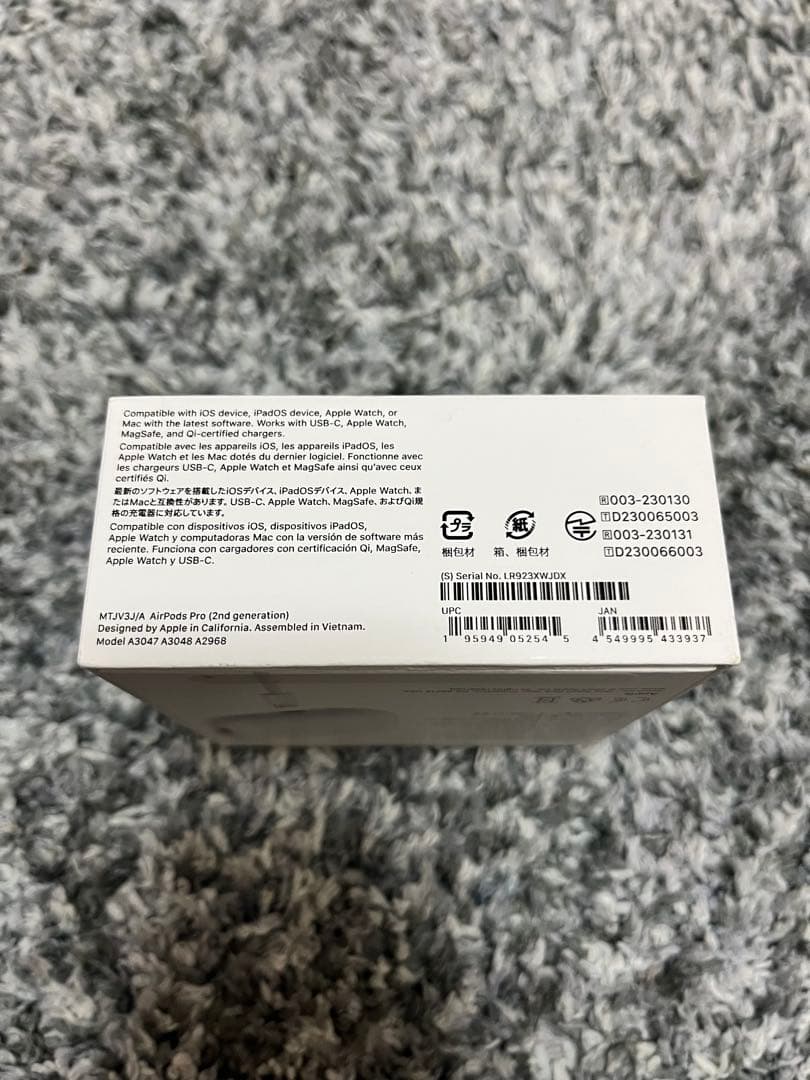 Compatible with iOS device, iPadOS device, Apple Watch, or
Mac with the latest software. Works with USB-C, Apple Watch,
MagSafe, and Qi-certified chargers.
Compatible avec les appareils iOS, les appareils iPadOS, les
Apple Watch et les Mac dotés du dernier logiciel. Fonctionne avec
les chargeurs USB-C, Apple Watch et MagSafe ainsi qu'avec ceux
certifiés Qi.
最新のソフトウェアを搭載したiOSデバイス、iPadOSデバイス、Apple Watch、ま
たはMacと互換性があります。USB-C、Apple Watch、MagSafe、およびQi規
格の充電器に対応しています。
Compatible con dispositivos iOS, dispositivos iPadOS,
Apple Watch y computadoras Mac con la versión de software más
reciente. Funciona con cargadores con certificación Qi, MagSafe,
Apple Watch y USB-C.
MTJV3J/A AirPods Pro (2nd generation)
Designed by Apple in California. Assembled in Vietnam.
Model A3047 A3048 A2968
プラ
梱包材
紙
箱、梱包材
R 003-230130
T D230065003
R 003-230131
T D230066003
(S) Serial No. LR923XWJDX
UPC
1 95949 05254 5
JAN
4 549995 433937